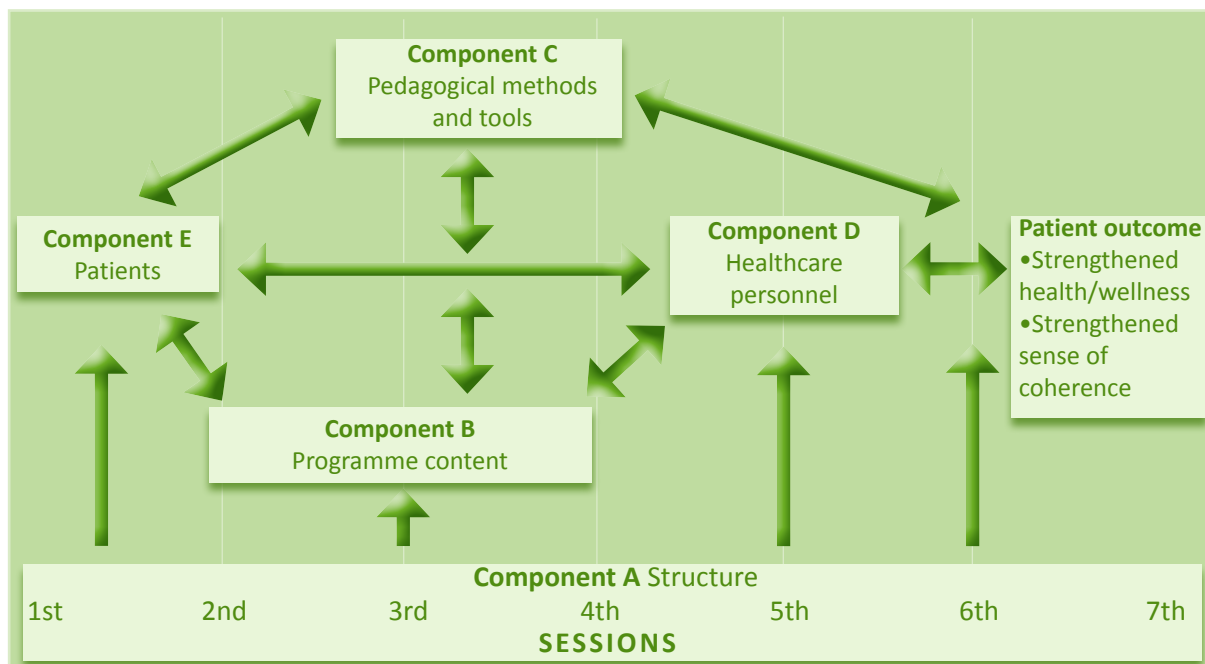 Component C
Pedagogical methods
and tools
Component E
Patients
Component D
Healthcare
personnel
Patient outcome
•Strengthened
health/wellness
•Strengthened
sense of
coherence
Component B
Programme content
Component A Structure
1st 2nd 3rd 4th 5th 6th 7th
SESSIONS